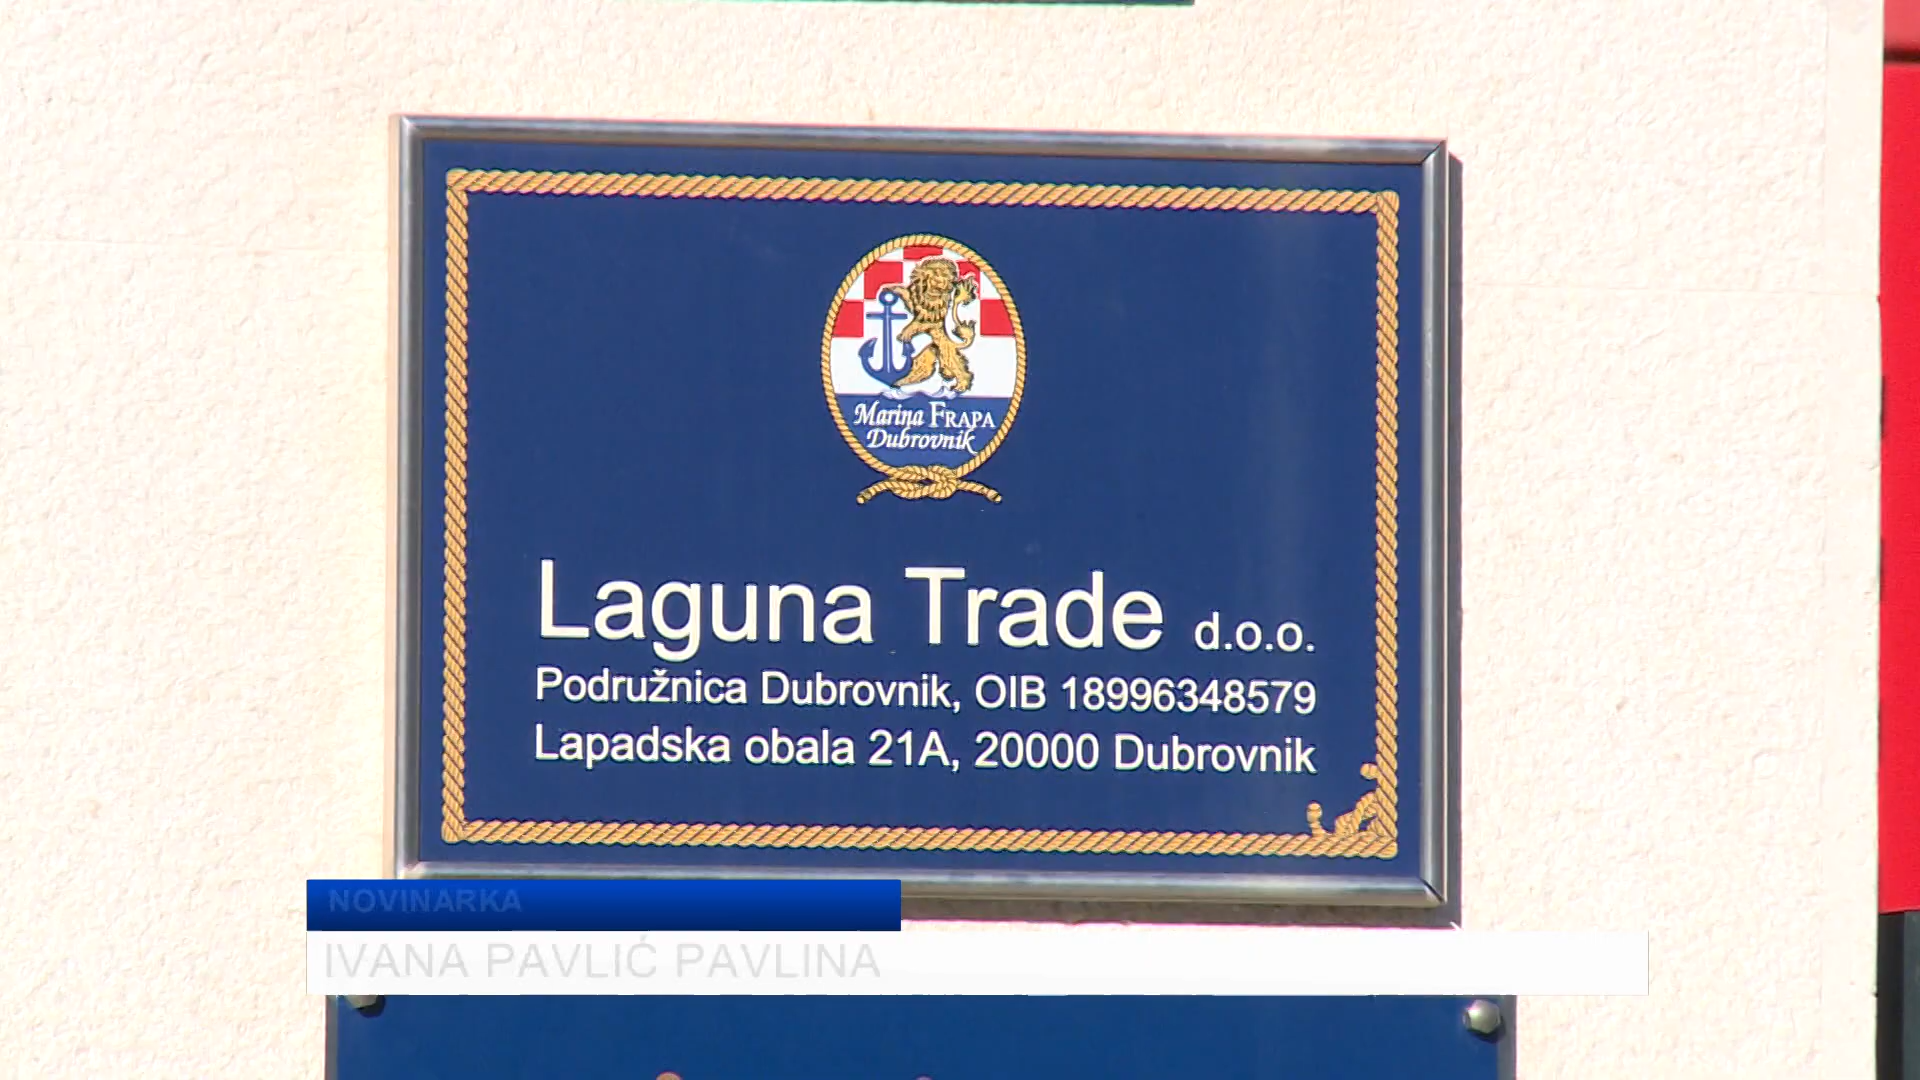 Marina FRAPA
Dubrovnik
Laguna Trade d.o.o.
Podružnica Dubrovnik, OIB 18996348579
Lapadska obala 21A, 20000 Dubrovnik
NOVINARKA
IVANA PAVLIĆ PAVLINA